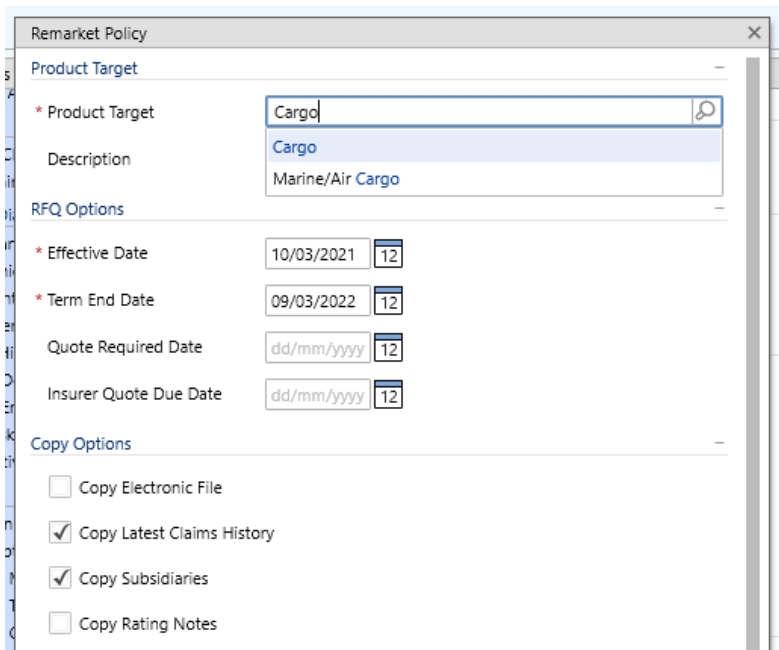 Remarket Policy
Product Target
* Product Target Cargo
Cargo
Description
Marine/Air Cargo
RFQ Options
* Effective Date 10/03/2021 12
* Term End Date 09/03/2022 12
Quote Required Date dd/mm/yyyy 12
Insurer Quote Due Date dd/mm/yyyy 12
Copy Options
Copy Electronic File
Copy Latest Claims History
Copy Subsidiaries
Copy Rating Notes